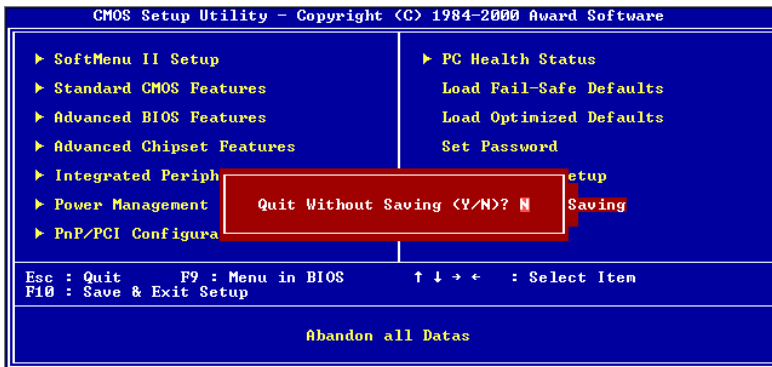 CMOS Setup Utility - Copyright (C) 1984-2000 Award Software
SoftMenu II Setup
Standard CMOS Features
Advanced BIOS Features
Advanced Chipset Features
Integrated Periph
Power Management
PnP/PCI Configura
PC Health Status
Load Fail-Safe Defaults
Load Optimized Defaults
Set Password
etup
Saving
Quit Without Saving (Y/N)? N
Esc : Quit F9 : Menu in BIOS ↑ ↓ → ← : Select Item
F10 : Save & Exit Setup
Abandon all Datas